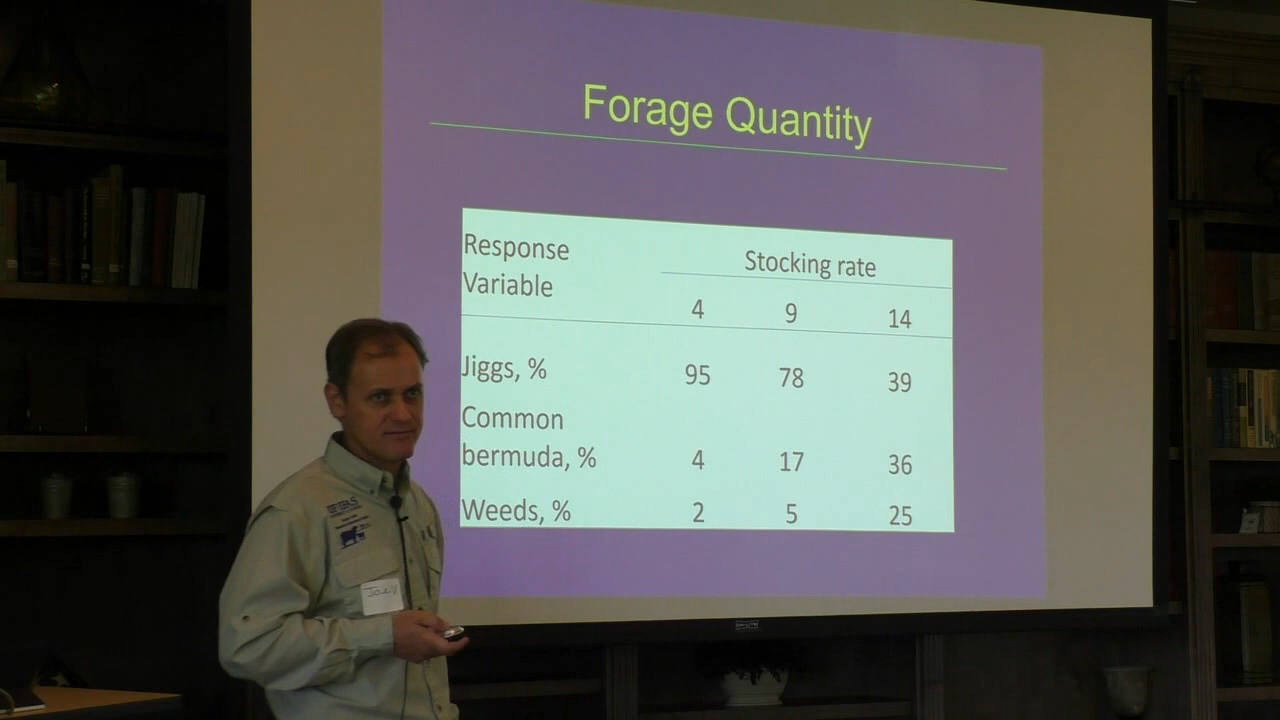 Forage Quantity
Response
Variable
Stocking rate
4 9 14
Jiggs, % 95 78 39
Common
bermuda, % 4 17 36
Weeds, % 2 5 25